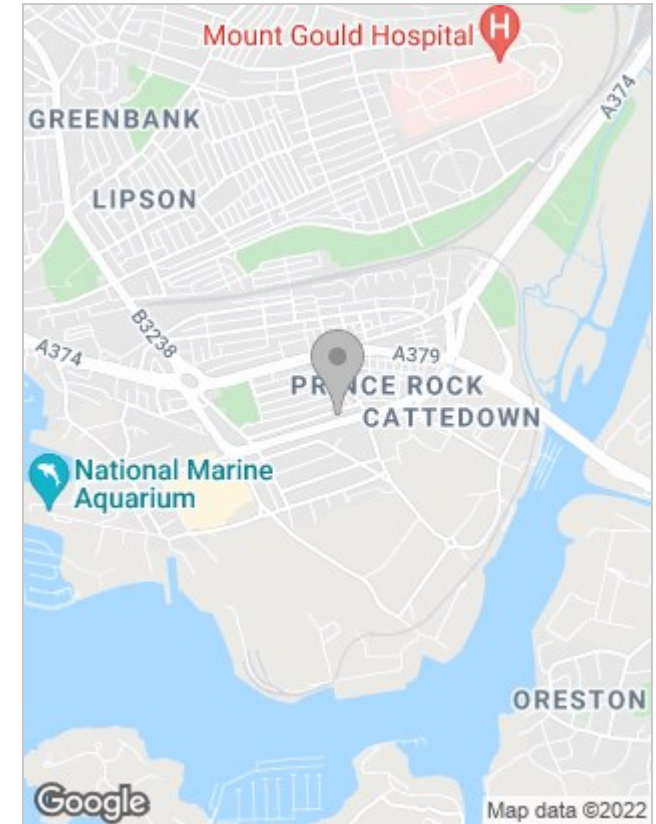 Mount Gould Hospital
H
A374
GREENBANK
LIPSON
B3238
A374
A379
PRINCE ROCK
CATTEDOWN
National Marine
Aquarium
ORESTON
Google
Map data ©2022